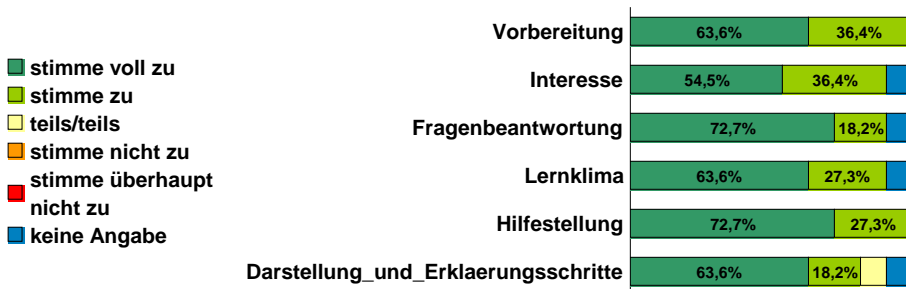 stimme voll zu
stimme zu
teils/teils
stimme nicht zu
stimme überhaupt
nicht zu
keine Angabe
Vorbereitung 63,6% 36,4%
Interesse 54,5% 36,4%
Fragenbeantwortung 72,7% 18,2%
Lernklima 63,6% 27,3%
Hilfestellung 72,7% 27,3%
Darstellung_und_Erklaerungsschritte 63,6% 18,2%